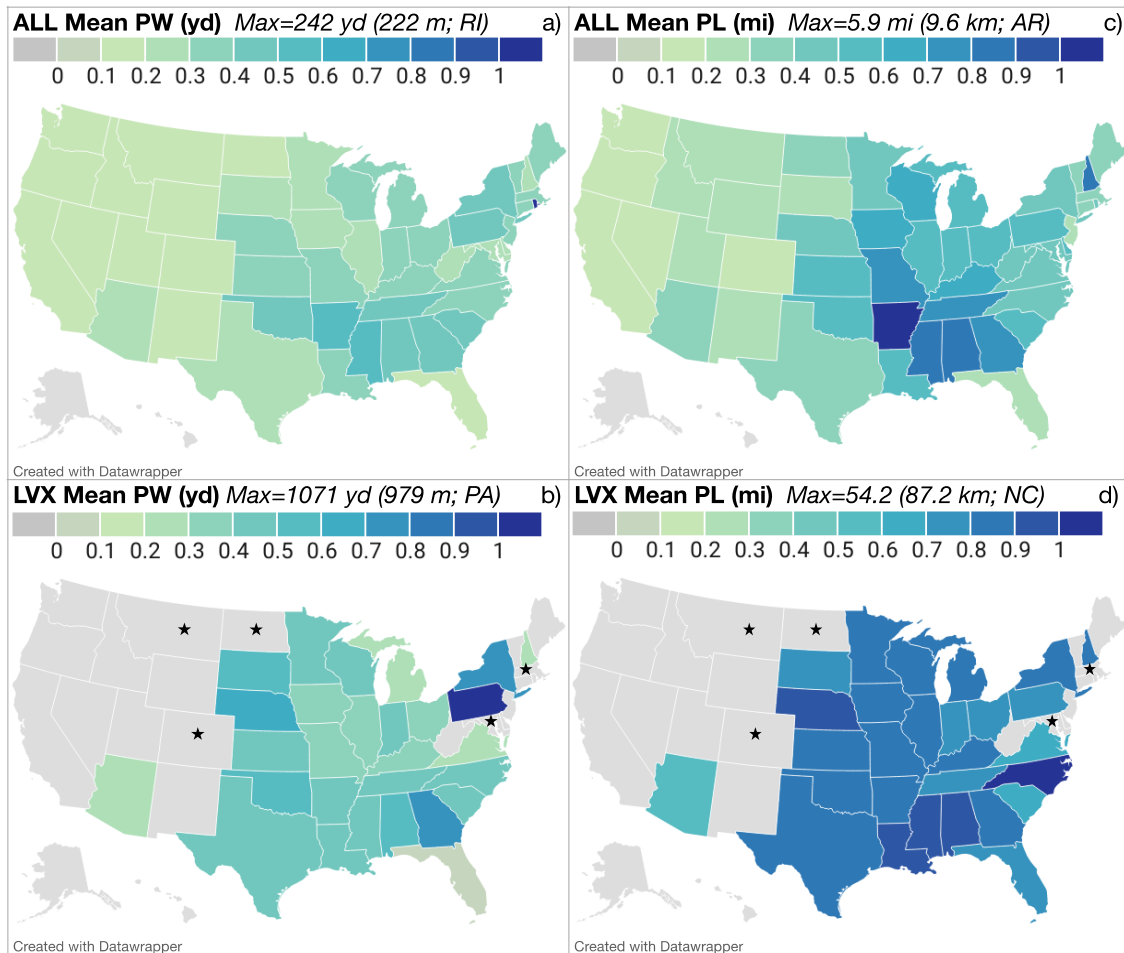 ALL Mean PW (yd) Max=242 yd (222 m; RI) a)
0 0.1 0.2 0.3 0.4 0.5 0.6 0.7 0.8 0.9 1
Created with Datawrapper
ALL Mean PL (mi) Max=5.9 mi (9.6 km; AR) c)
0 0.1 0.2 0.3 0.4 0.5 0.6 0.7 0.8 0.9 1
Created with Datawrapper
LVX Mean PW (yd) Max=1071 yd (979 m; PA) b)
0 0.1 0.2 0.3 0.4 0.5 0.6 0.7 0.8 0.9 1
Created with Datawrapper
LVX Mean PL (mi) Max=54.2 (87.2 km; NC) d)
0 0.1 0.2 0.3 0.4 0.5 0.6 0.7 0.8 0.9 1
Created with Datawrapper